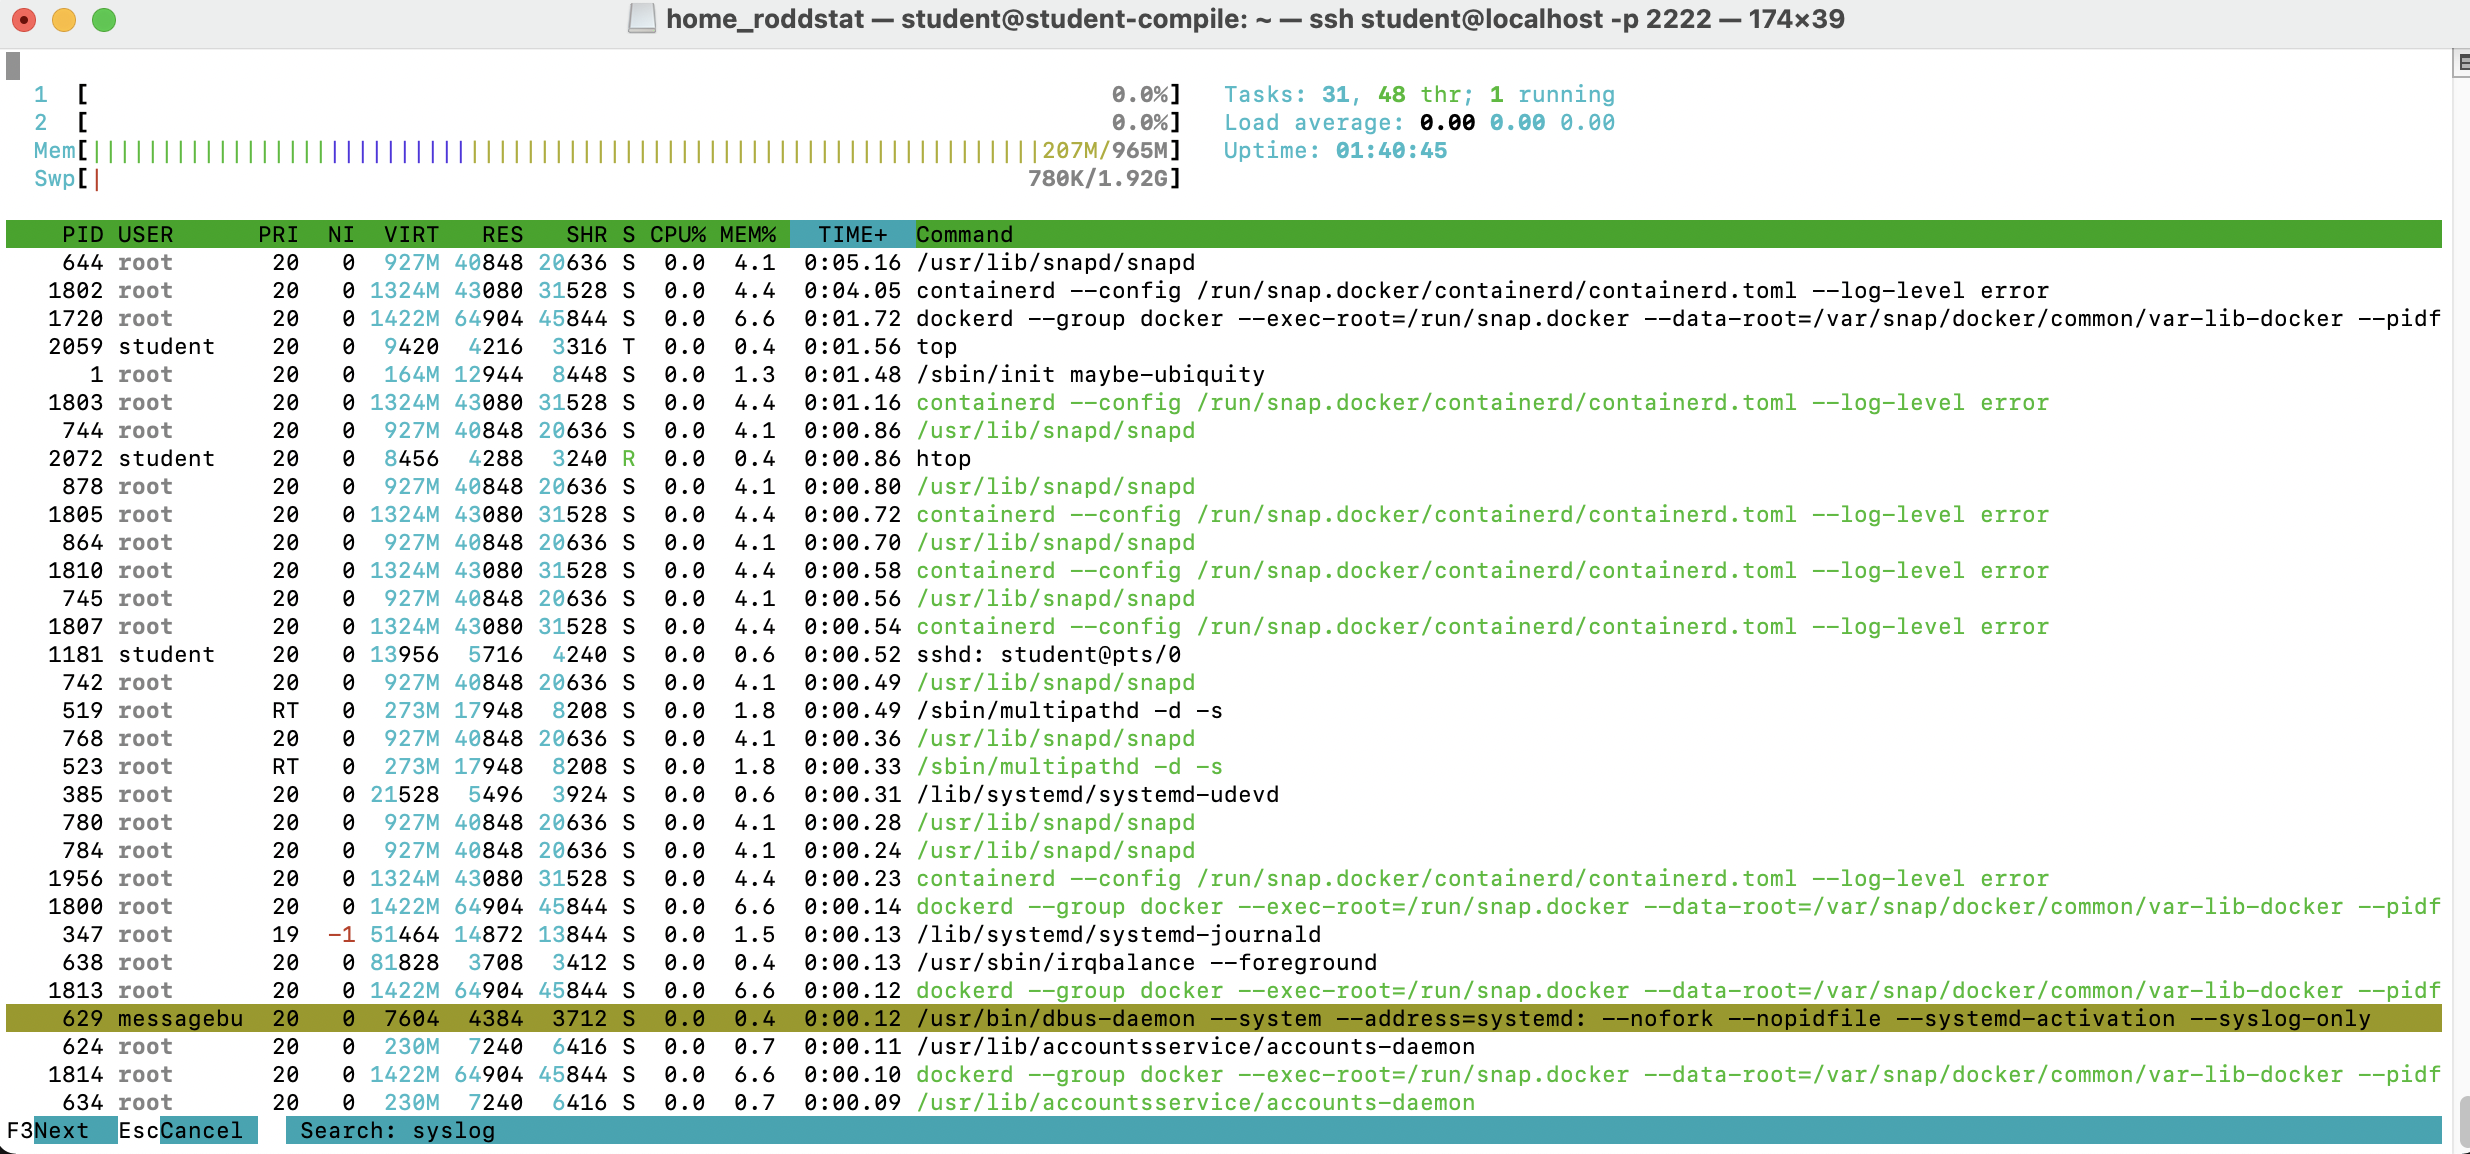 home_roddstat — student@student-compile: ~ — ssh student@localhost -p 2222 — 174×39
1 [ 0.0%] Tasks: 31, 48 thr; 1 running
2 [ 0.0%] Load average: 0.00 0.00 0.00
Mem[||||||||||||||||||||||||||||||||||||||||||||||||||||||||||||||||||||207M/965M] Uptime: 01:40:45
Swp[| 780K/1.92G]
PID USER PRI NI VIRT RES SHR S CPU% MEM% TIME+ Command
644 root 20 0 927M 40848 20636 S 0.0 4.1 0:05.16 /usr/lib/snapd/snapd
1802 root 20 0 1324M 43080 31528 S 0.0 4.4 0:04.05 containerd --config /run/snap.docker/containerd/containerd.toml --log-level error
1720 root 20 0 1422M 64904 45844 S 0.0 6.6 0:01.72 dockerd --group docker --exec-root=/run/snap.docker --data-root=/var/snap/docker/common/var-lib-docker --pidf
2059 student 20 0 9420 4216 3316 T 0.0 0.4 0:01.56 top
1 root 20 0 164M 12944 8448 S 0.0 1.3 0:01.48 /sbin/init maybe-ubiquity
1803 root 20 0 1324M 43080 31528 S 0.0 4.4 0:01.16 containerd --config /run/snap.docker/containerd/containerd.toml --log-level error
744 root 20 0 927M 40848 20636 S 0.0 4.1 0:00.86 /usr/lib/snapd/snapd
2072 student 20 0 8456 4288 3240 R 0.0 0.4 0:00.86 htop
878 root 20 0 927M 40848 20636 S 0.0 4.1 0:00.80 /usr/lib/snapd/snapd
1805 root 20 0 1324M 43080 31528 S 0.0 4.4 0:00.72 containerd --config /run/snap.docker/containerd/containerd.toml --log-level error
864 root 20 0 927M 40848 20636 S 0.0 4.1 0:00.70 /usr/lib/snapd/snapd
1810 root 20 0 1324M 43080 31528 S 0.0 4.4 0:00.58 containerd --config /run/snap.docker/containerd/containerd.toml --log-level error
745 root 20 0 927M 40848 20636 S 0.0 4.1 0:00.56 /usr/lib/snapd/snapd
1807 root 20 0 1324M 43080 31528 S 0.0 4.4 0:00.54 containerd --config /run/snap.docker/containerd/containerd.toml --log-level error
1181 student 20 0 13956 5716 4240 S 0.0 0.6 0:00.52 sshd: student@pts/0
742 root 20 0 927M 40848 20636 S 0.0 4.1 0:00.49 /usr/lib/snapd/snapd
519 root RT 0 273M 17948 8208 S 0.0 1.8 0:00.49 /sbin/multipathd -d -s
768 root 20 0 927M 40848 20636 S 0.0 4.1 0:00.36 /usr/lib/snapd/snapd
523 root RT 0 273M 17948 8208 S 0.0 1.8 0:00.33 /sbin/multipathd -d -s
385 root 20 0 21528 5496 3924 S 0.0 0.6 0:00.31 /lib/systemd/systemd-udevd
780 root 20 0 927M 40848 20636 S 0.0 4.1 0:00.28 /usr/lib/snapd/snapd
784 root 20 0 927M 40848 20636 S 0.0 4.1 0:00.24 /usr/lib/snapd/snapd
1956 root 20 0 1324M 43080 31528 S 0.0 4.4 0:00.23 containerd --config /run/snap.docker/containerd/containerd.toml --log-level error
1800 root 20 0 1422M 64904 45844 S 0.0 6.6 0:00.14 dockerd --group docker --exec-root=/run/snap.docker --data-root=/var/snap/docker/common/var-lib-docker --pidf
347 root 19 -1 51464 14872 13844 S 0.0 1.5 0:00.13 /lib/systemd/systemd-journald
638 root 20 0 81828 3708 3412 S 0.0 0.4 0:00.13 /usr/sbin/irqbalance --foreground
1813 root 20 0 1422M 64904 45844 S 0.0 6.6 0:00.12 dockerd --group docker --exec-root=/run/snap.docker --data-root=/var/snap/docker/common/var-lib-docker --pidf
629 messagebu 20 0 7604 4384 3712 S 0.0 0.4 0:00.12 /usr/bin/dbus-daemon --system --address=systemd: --nofork --nopidfile --systemd-activation --syslog-only
624 root 20 0 230M 7240 6416 S 0.0 0.7 0:00.11 /usr/lib/accountsservice/accounts-daemon
1814 root 20 0 1422M 64904 45844 S 0.0 6.6 0:00.10 dockerd --group docker --exec-root=/run/snap.docker --data-root=/var/snap/docker/common/var-lib-docker --pidf
634 root 20 0 230M 7240 6416 S 0.0 0.7 0:00.09 /usr/lib/accountsservice/accounts-daemon
F3Next EscCancel Search: syslog